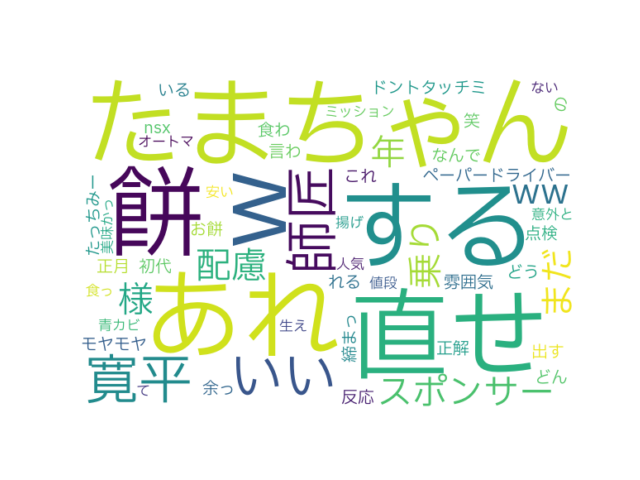 いる
ドントタッチミ
ない
たまちゃん
ミッション
の
nsx
食わ
笑
オートマ
言わ
年
なんで
餅
w
師匠
これ
する
ペーパードライバー
ww
たっちみー
美味かっ
安い
お餅
揚げ
乗り
意外と
点検
正月
初代
配慮
人気
どう
まだ
食っ
様
あれ
れる
値段
雰囲気
直せ
青カビ
生え
モヤモヤ
締まっ
正解
出す
寛平
て
余っ
いい
反応
スポンサー
どん